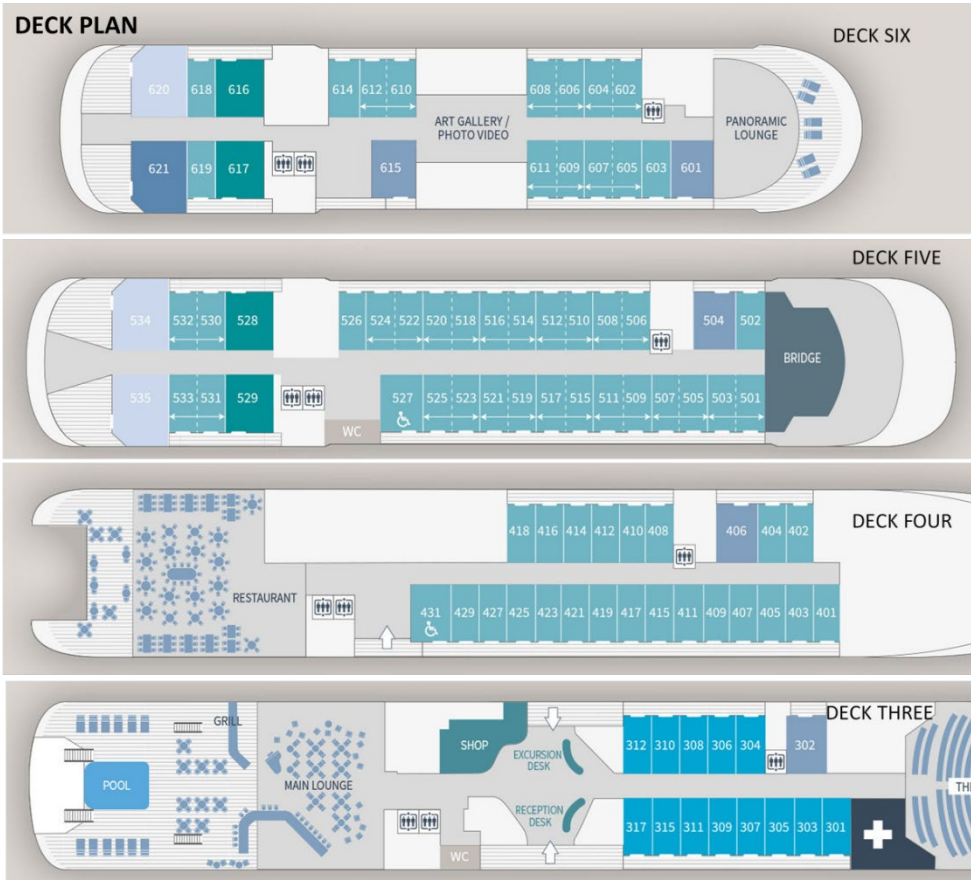 DECK PLAN
DECK SIX
620 618 616 614 612 610 608 606 604 602
ART GALLERY /
PHOTO VIDEO
PANORAMIC
LOUNGE
621 619 617 615 611 609 607 605 603 601
DECK FIVE
534 532 530 528 526 524 522 520 518 516 514 512 510 508 506 504 502
BRIDGE
535 533 531 529 527 525 523 521 519 517 515 511 509 507 505 503 501
WC
DECK FOUR
418 416 414 412 410 408 406 404 402
RESTAURANT
431 429 427 425 423 421 419 417 415 411 409 407 405 403 401
DECK THREE
GRILL
SHOP
EXCURSION
DESK
312 310 308 306 304 302
POOL
MAIN LOUNGE
TH
RECEPTION
DESK
317 315 311 309 307 305 303 301
WC